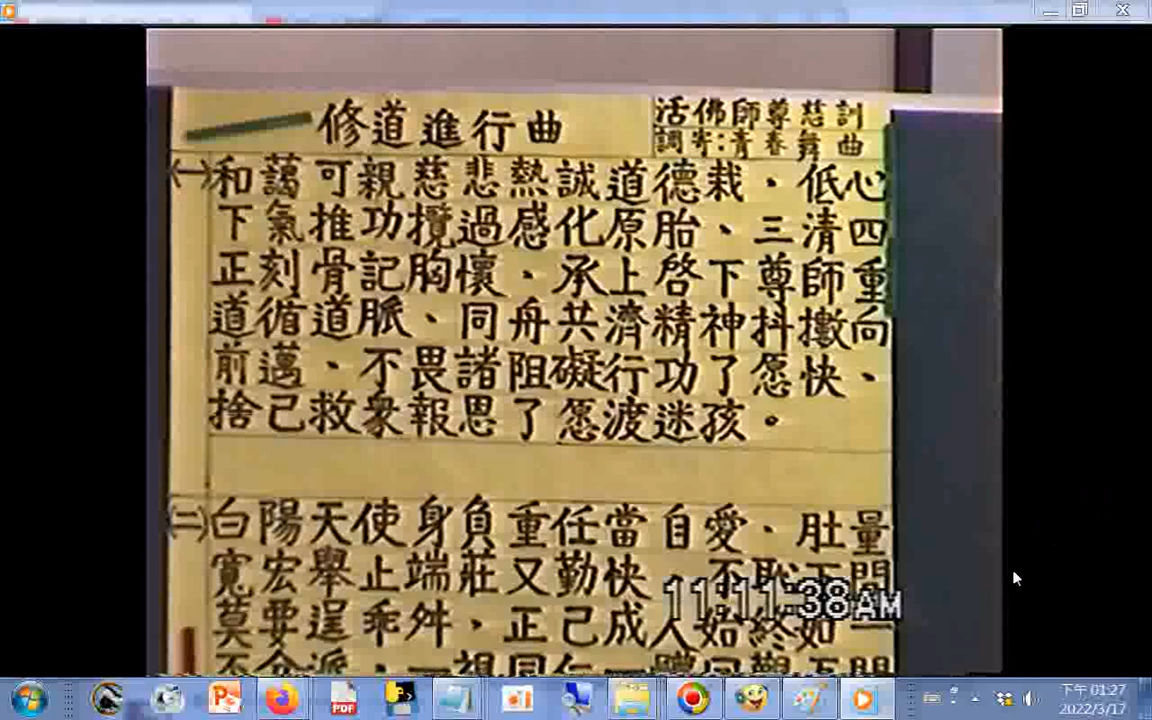 修道進行曲
活佛師尊慈訓
調寄:青春舞曲
(一)和藹可親慈悲熱誠道德栽、低心
下氣推功攬過感化原胎、三清四
正刻骨記胸懷、承上啓下尊師重
道循道脈、同舟共濟精神抖擻向
前邁、不畏諸阻礙行功了愿快、
捨己救衆報恩了愿渡迷孩。
(二)白陽天使身負重任當自愛、肚量
寬宏舉止端莊又勤快、不恥下問
莫要逞乖舛、正己成人始終如一
11:11:38AM
下午 01:27
2022/3/17